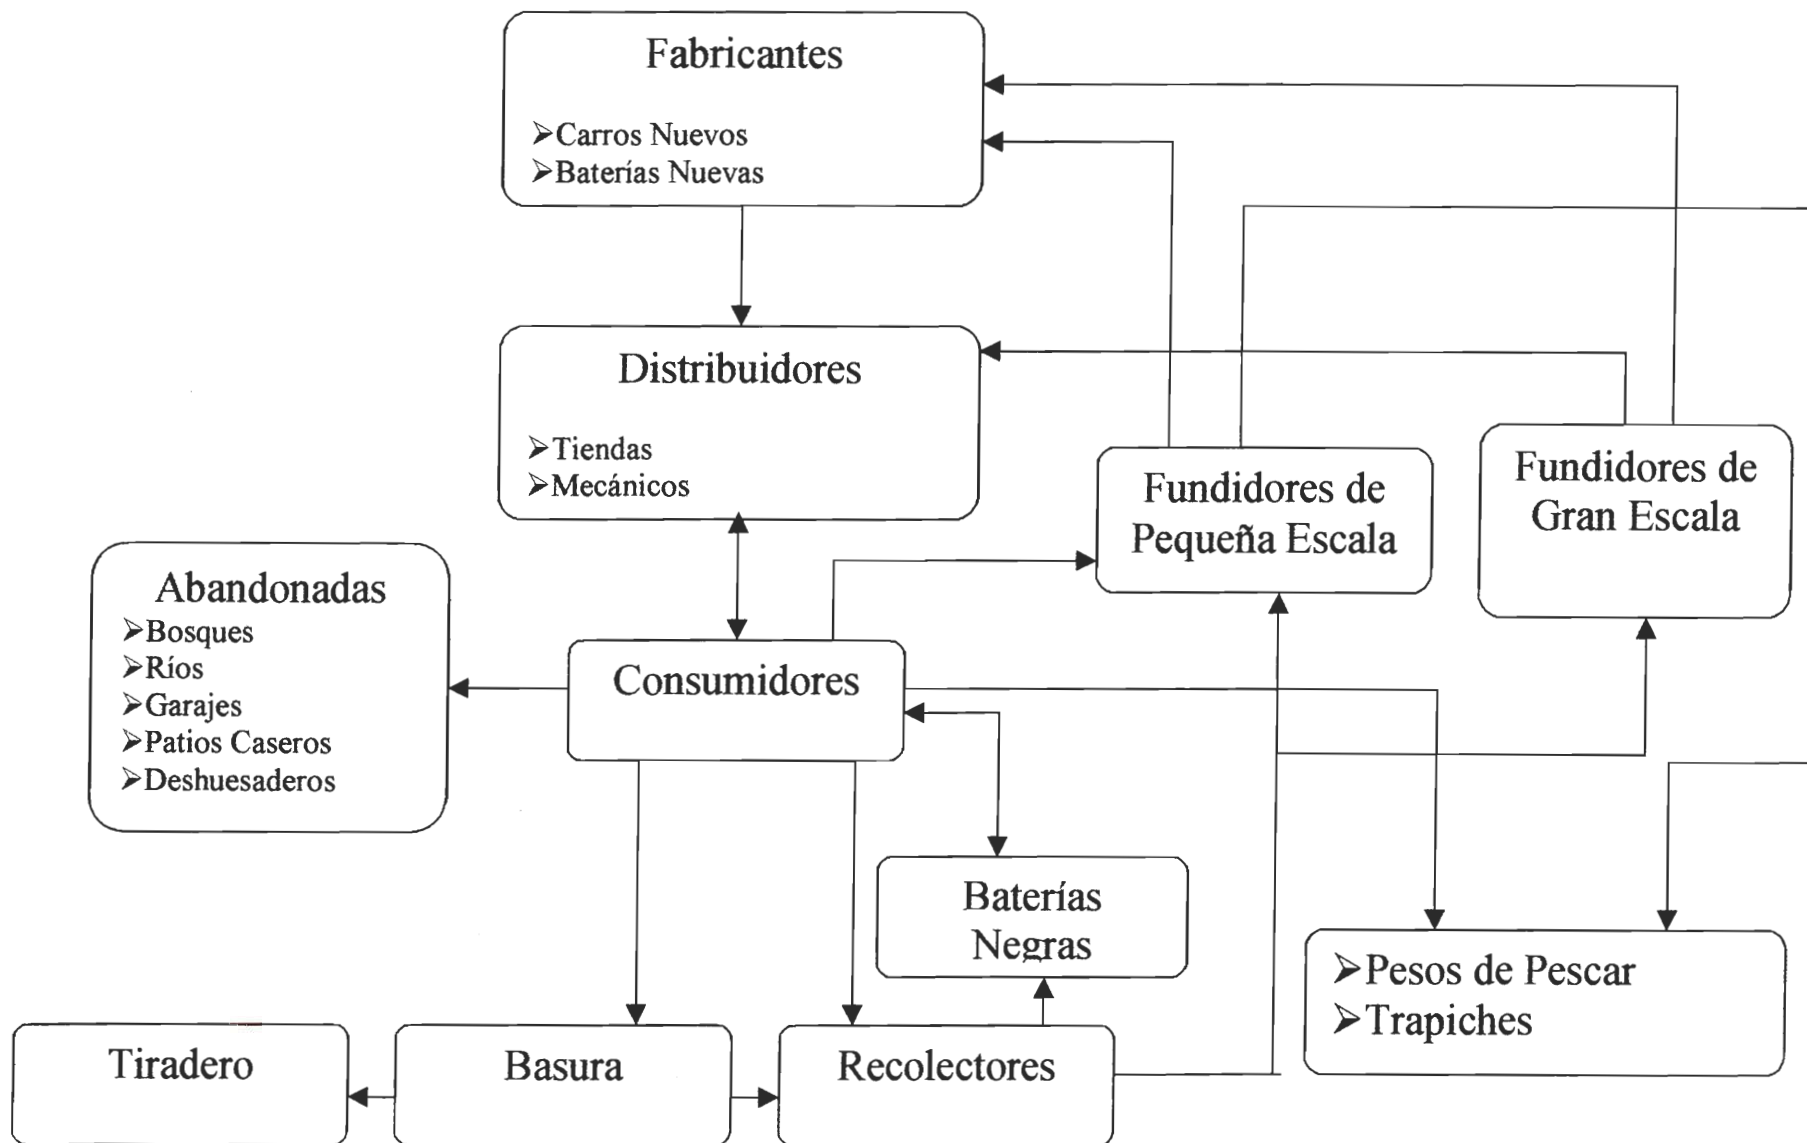 Fabricantes
➢Carros Nuevos
➢Baterías Nuevas
Distribuidores
➢Tiendas
➢Mecánicos
Fundidores de
Pequeña Escala
Fundidores de
Gran Escala
Abandonadas
➢Bosques
➢Ríos
➢Garajes
➢Patios Caseros
➢Deshuesaderos
Consumidores
Baterías
Negras
➢Pesos de Pescar
➢Trapiches
Tiradero
Basura
Recolectores